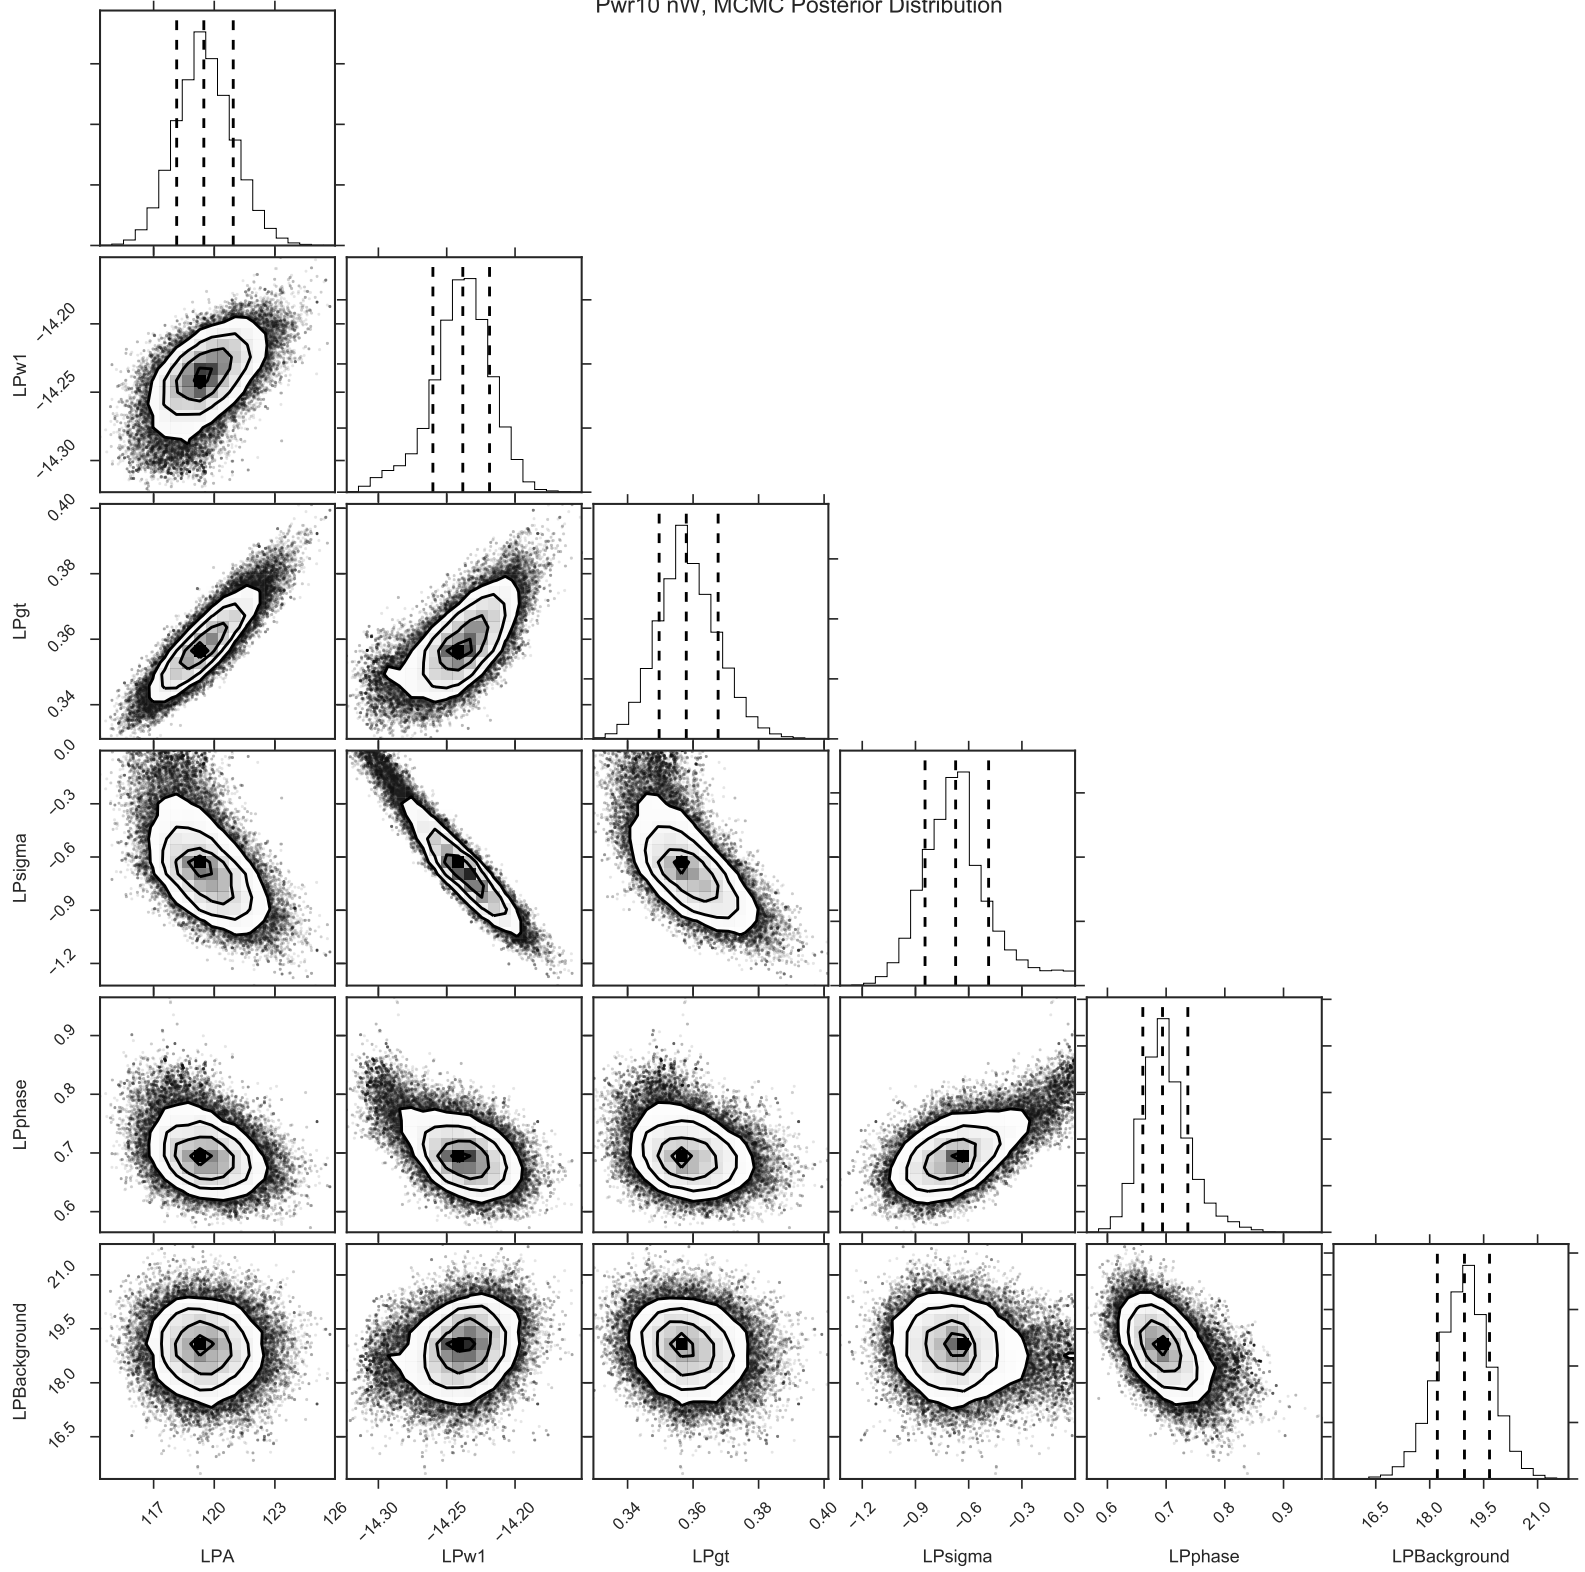 Pwr10 nW, MCMC Posterior Distribution
−14.20
−14.25
−14.30
LPw1
0.40
0.38
0.36
0.34
LPgt
0.0
−0.3
−0.6
−0.9
−1.2
LPsigma
0.9
0.8
0.7
0.6
LPphase
21.0
19.5
18.0
16.5
LPBackground
117 120 123 126
−14.30 −14.25 −14.20
0.34 0.36 0.38 0.40
−1.2 −0.9 −0.6 −0.3 0.0
0.6 0.7 0.8 0.9
16.5 18.0 19.5 21.0
LPA LPw1 LPgt LPsigma LPphase LPBackground